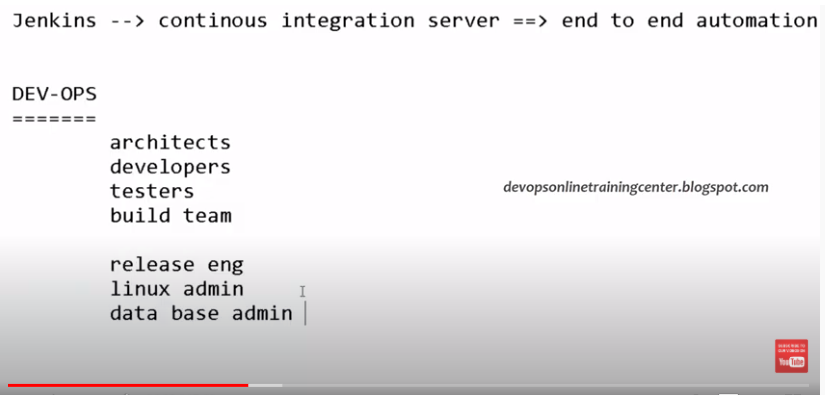 Jenkins --> continous integration server ==> end to end automation
DEV-OPS
=======
architects
developers
testers
devopsonlinetrainingcenter.blogspot.com
build team
release eng
linux admin
data base admin
YouTube